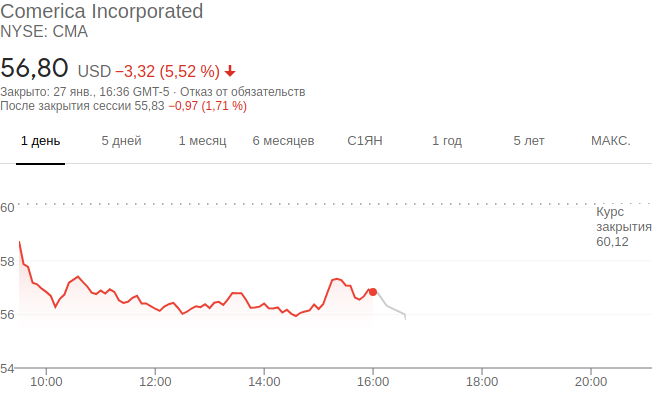 Comerica Incorporated
NYSE: CMA
56,80 USD −3,32 (5,52 %)
Закрыто: 27 янв., 16:36 GMT-5 · Отказ от обязательств
После закрытия сессии 55,83 −0,97 (1,71 %)
1 день 5 дней 1 месяц 6 месяцев С1ЯН 1 год 5 лет МАКС.
60
Курс
закрытия
60,12
58
56
54
10:00 12:00 14:00 16:00 18:00 20:00